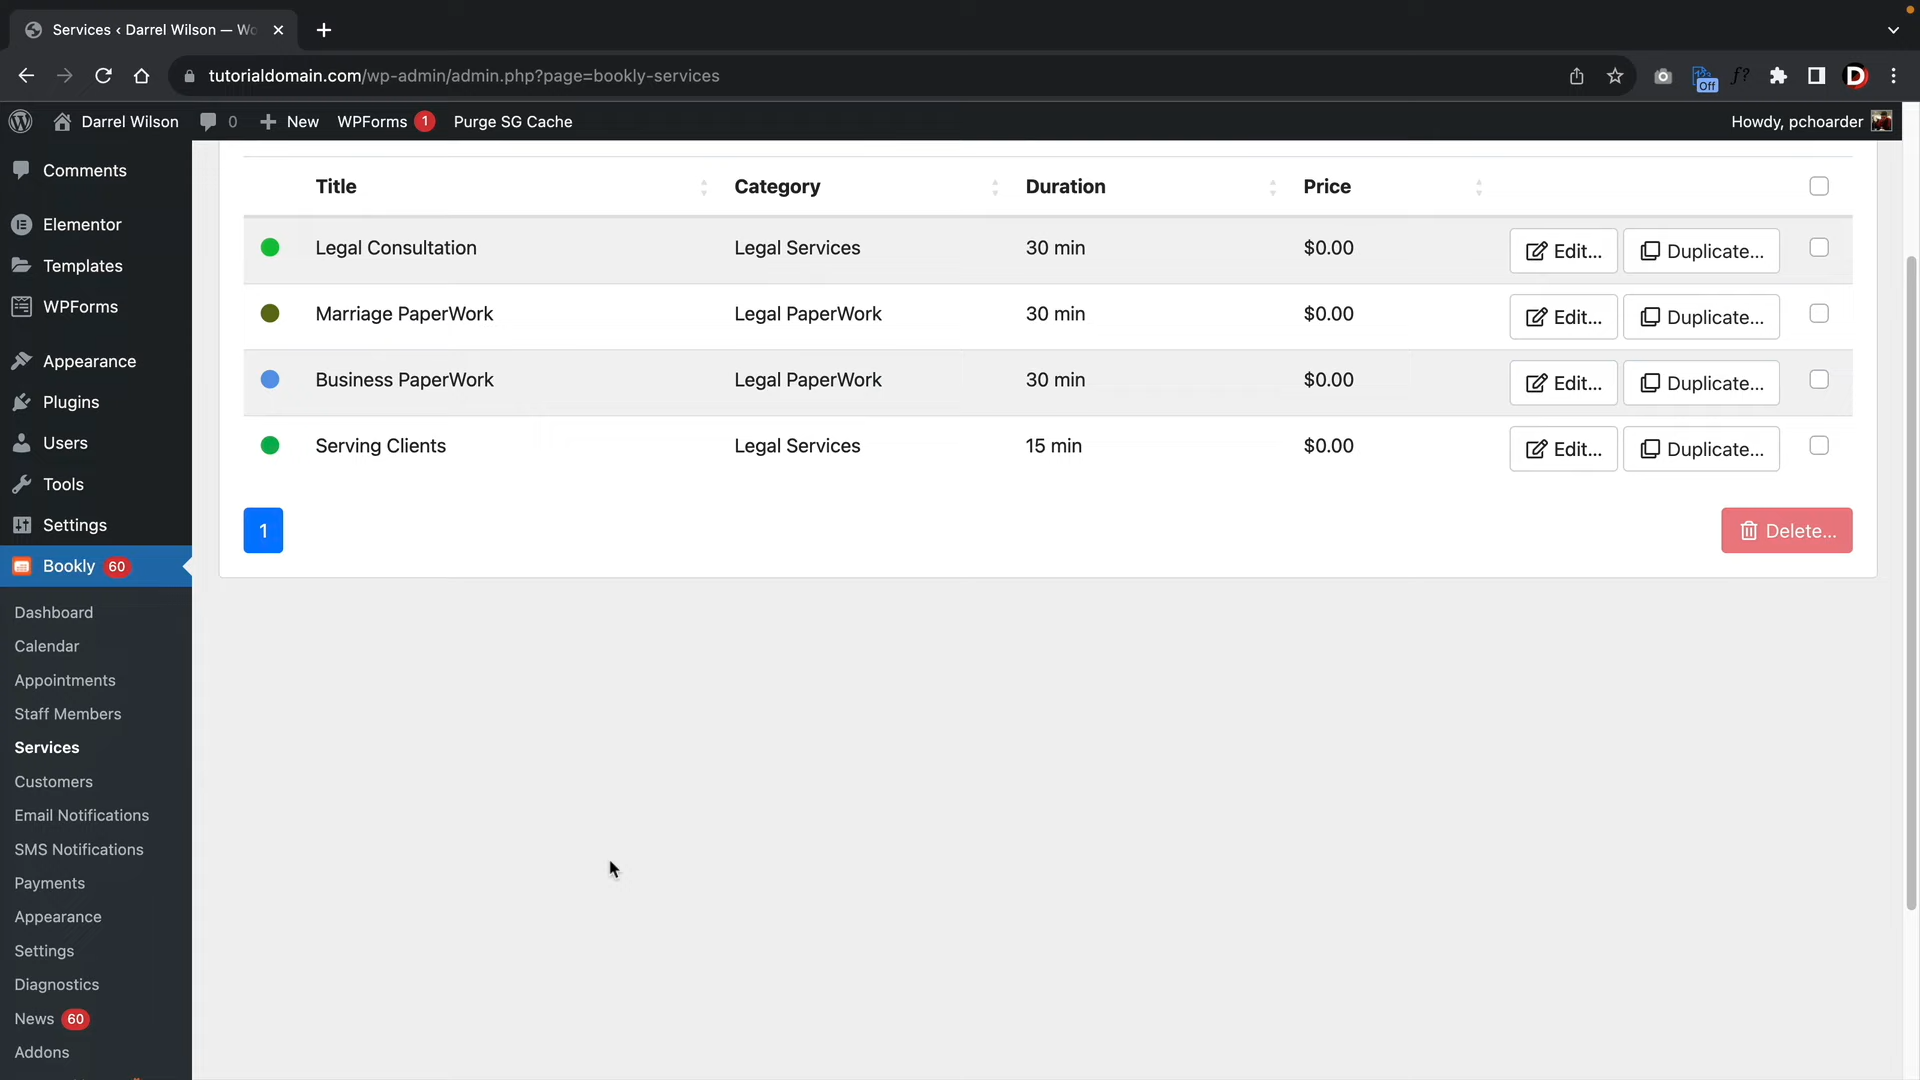 Services ‹ Darrel Wilson — Wo
tutorialdomain.com/wp-admin/admin.php?page=bookly-services
Off
f?
D
Darrel Wilson
0
New
WPForms 1
Purge SG Cache
Howdy, pchoarder
Comments
Elementor
Templates
WPForms
Appearance
Plugins
Users
Tools
Settings
Bookly 60
Dashboard
Calendar
Appointments
Staff Members
Services
Customers
Email Notifications
SMS Notifications
Payments
Appearance
Settings
Diagnostics
News 60
Addons
Title Category Duration Price
Legal Consultation Legal Services 30 min $0.00 Edit... Duplicate...
Marriage PaperWork Legal PaperWork 30 min $0.00 Edit... Duplicate...
Business PaperWork Legal PaperWork 30 min $0.00 Edit... Duplicate...
Serving Clients Legal Services 15 min $0.00 Edit... Duplicate...
1
Delete...